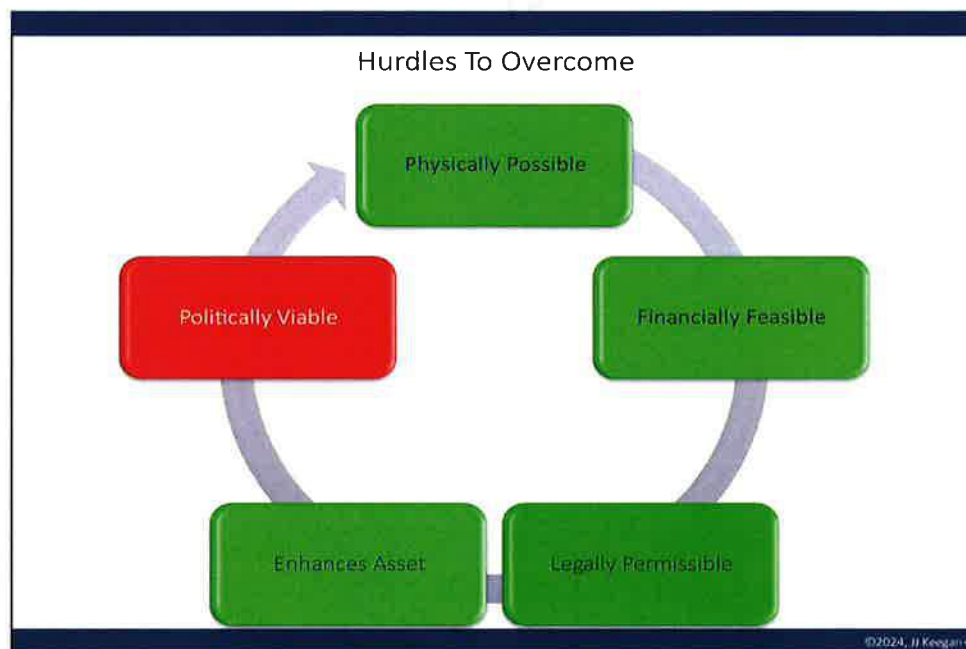 Hurdles To Overcome
Physically Possible
Financially Feasible
Legally Permissible
Enhances Asset
Politically Viable
©2024, JJ Keegan+